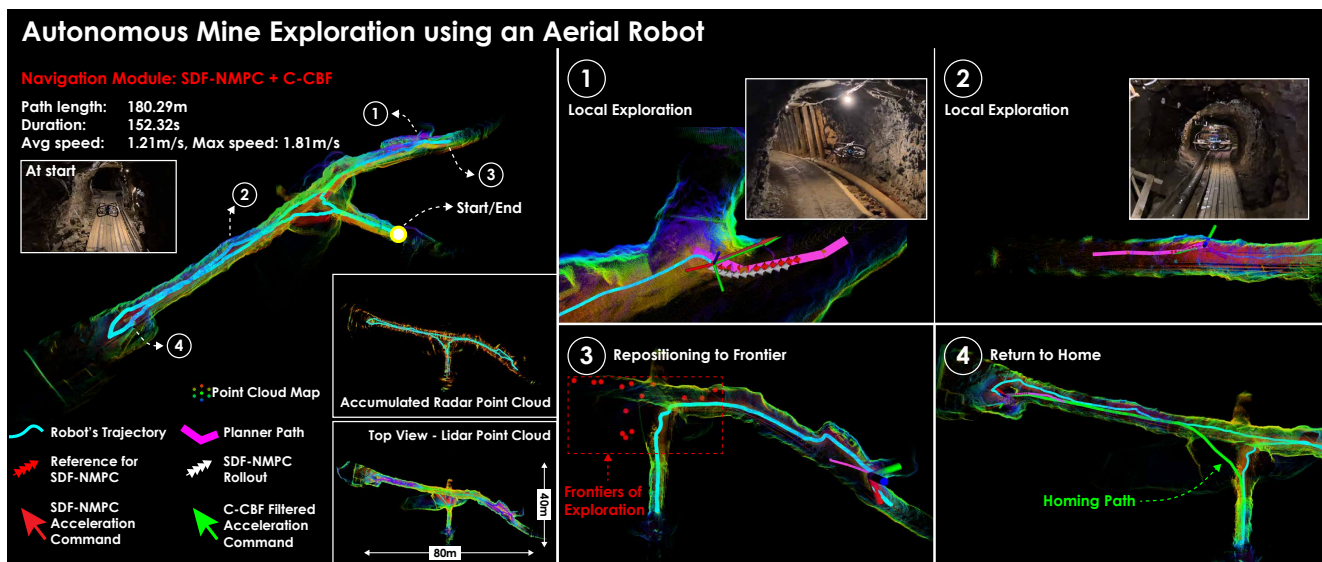 Autonomous Mine Exploration using an Aerial Robot
Navigation Module: SDF-NMPC + C-CBF
Path length: 180.29m
Duration: 152.32s
Avg speed: 1.21m/s, Max speed: 1.81m/s
At start
1
2
3
Start/End
4
Point Cloud Map
Robot's Trajectory
Planner Path
Reference for
SDF-NMPC
SDF-NMPC
Rollout
SDF-NMPC
Acceleration
Command
C-CBF Filtered
Acceleration
Command
Accumulated Radar Point Cloud
Top View - Lidar Point Cloud
40m
80m
1
Local Exploration
2
Local Exploration
3
Repositioning to Frontier
Frontiers of
Exploration
4
Return to Home
Homing Path